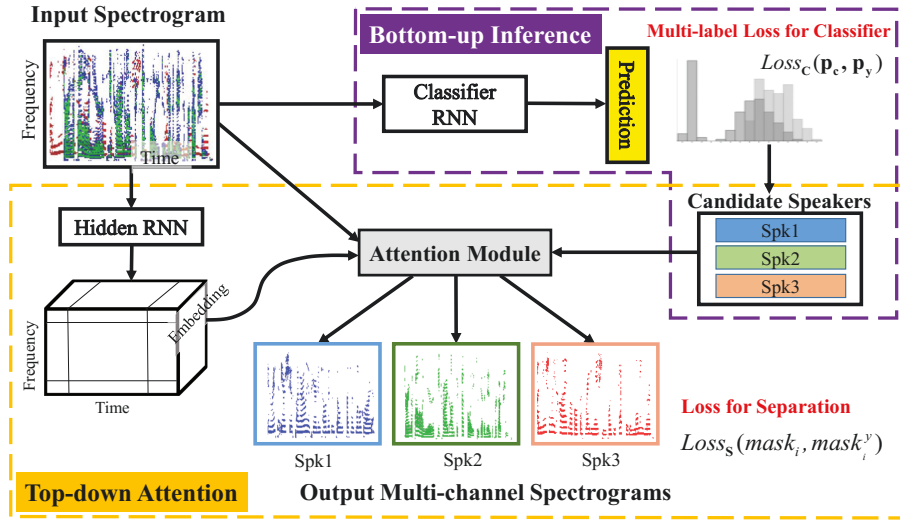 Input Spectrogram
Frequency
Time
Bottom-up Inference
Classifier
RNN
Prediction
Multi-label Loss for Classifier
Loss_C(p_c, p_y)
Candidate Speakers
Spk1
Spk2
Spk3
Hidden RNN
Attention Module
Embedding
Frequency
Time
Spk1
Spk2
Spk3
Loss for Separation
Loss_S(mask_i, mask_i^y)
Top-down Attention
Output Multi-channel Spectrograms